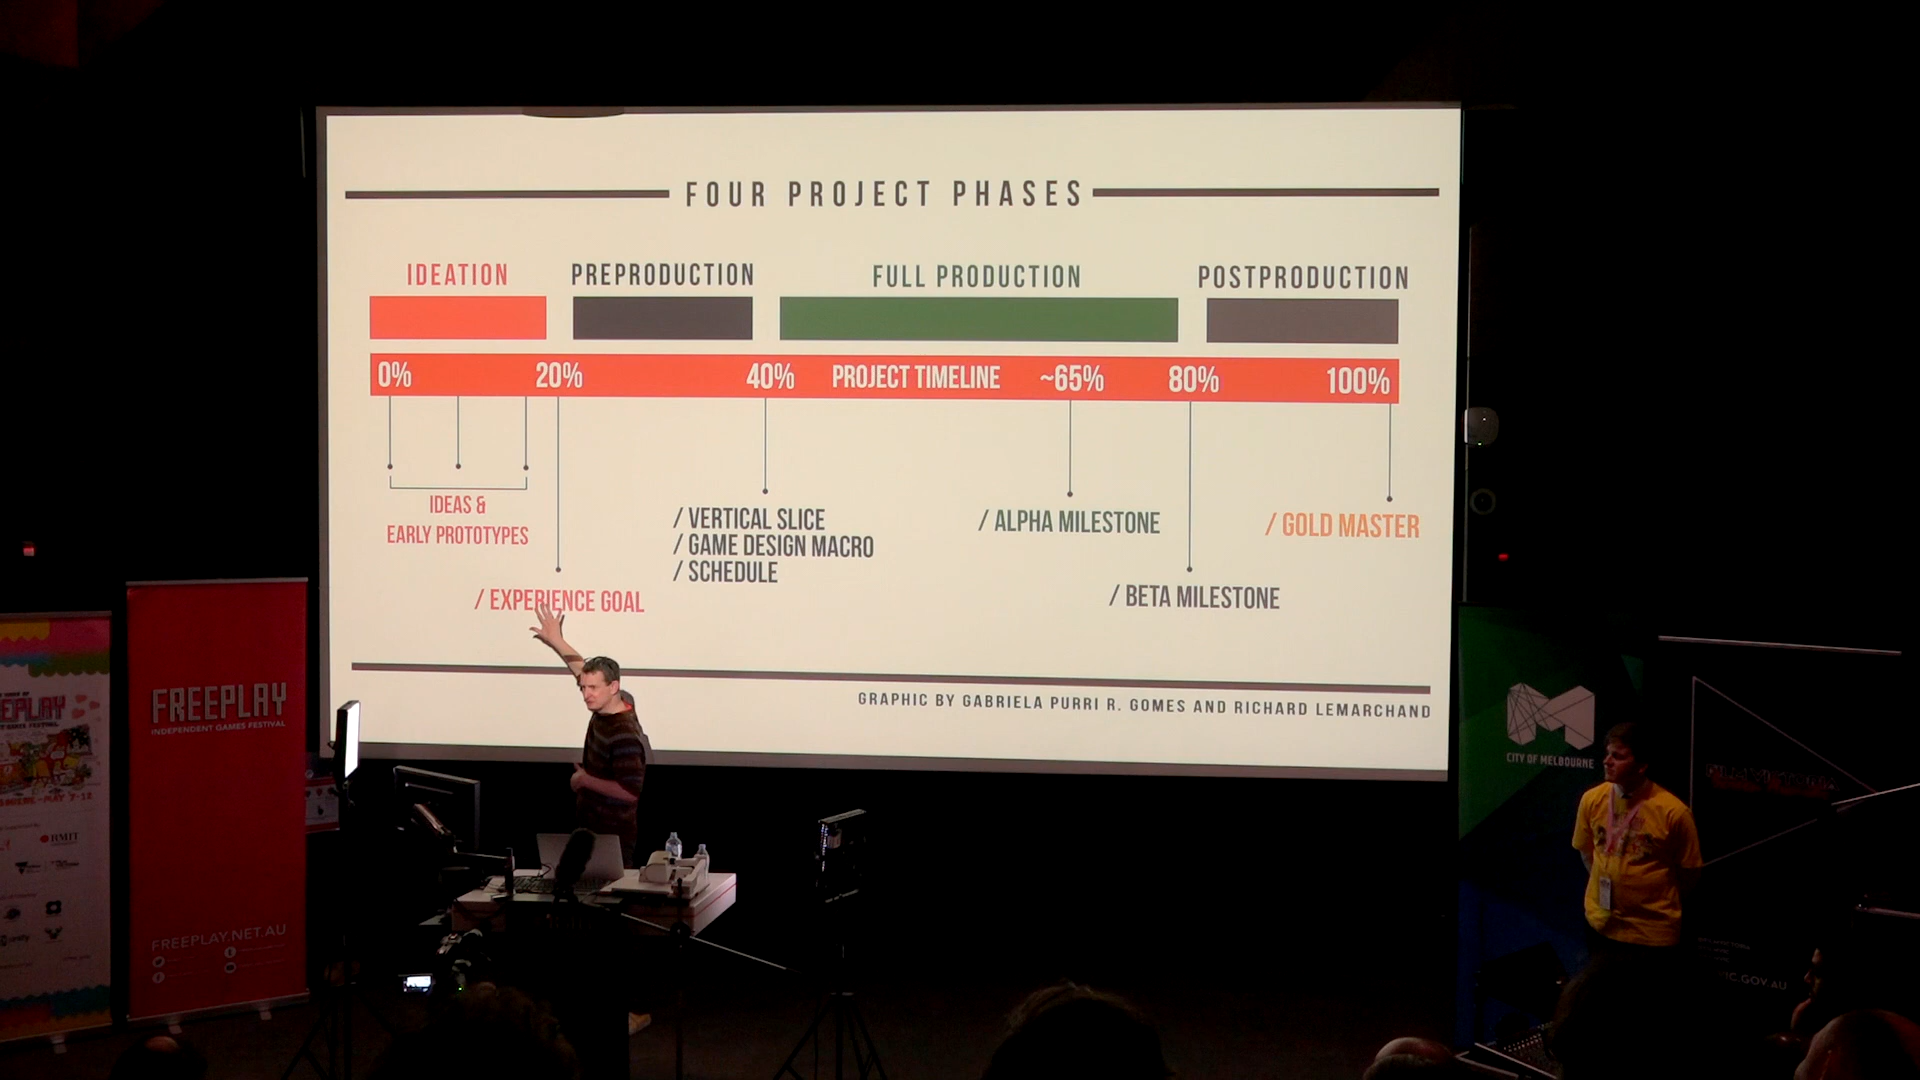 FOUR PROJECT PHASES
IDEATION
PREPRODUCTION
FULL PRODUCTION
POSTPRODUCTION
0%
20%
40%
PROJECT TIMELINE
~65%
80%
100%
IDEAS &
EARLY PROTOTYPES
/ EXPERIENCE GOAL
/ VERTICAL SLICE
/ GAME DESIGN MACRO
/ SCHEDULE
/ ALPHA MILESTONE
/ BETA MILESTONE
/ GOLD MASTER
GRAPHIC BY GABRIELA PURRI R. GOMES AND RICHARD LEMARCHAND
FREEPLAY
INDEPENDENT GAMES FESTIVAL
FREEPLAY.NET.AU
RMIT
CITY OF MELBOURNE